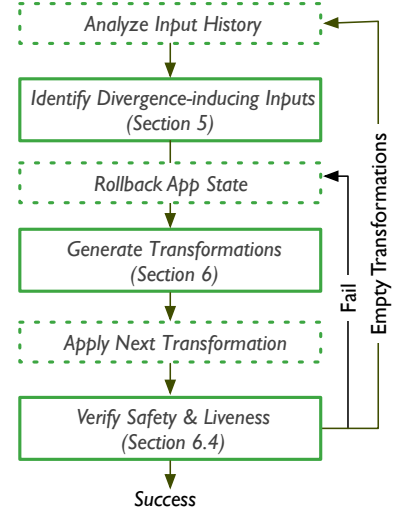 Analyze Input History
Identify Divergence-inducing Inputs
(Section 5)
Rollback App State
Generate Transformations
(Section 6)
Apply Next Transformation
Verify Safety & Liveness
(Section 6.4)
Success
Fail
Empty Transformations